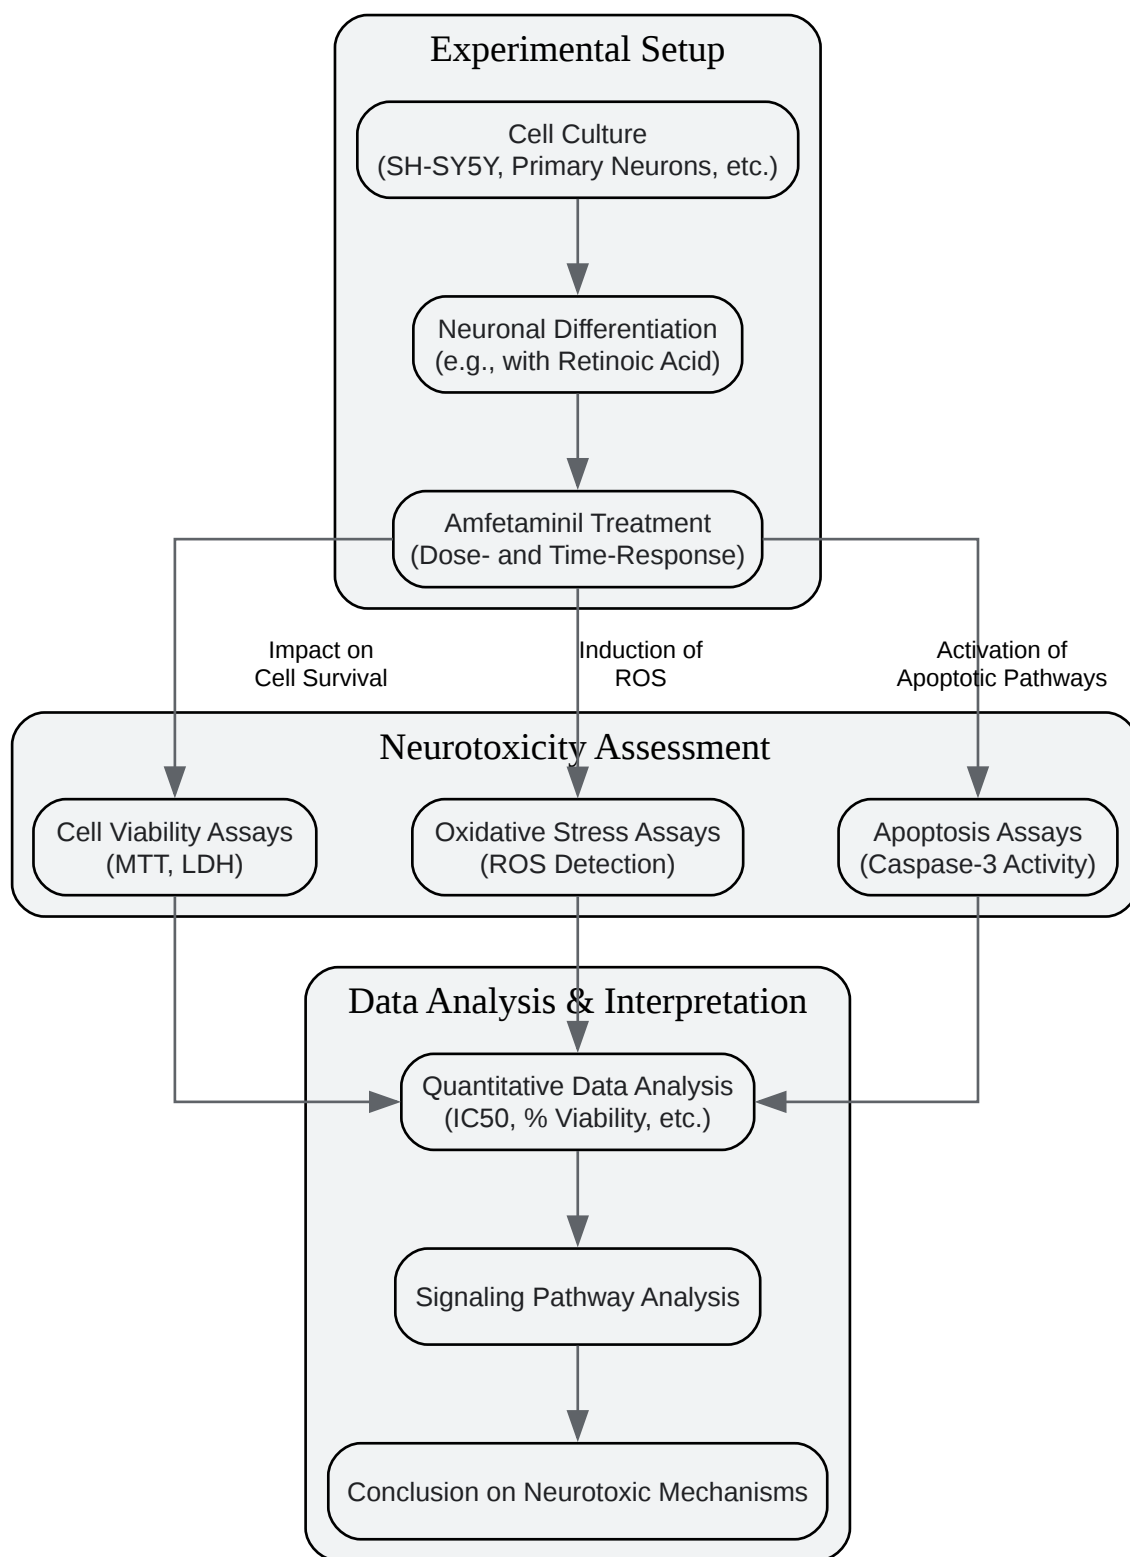 Experimental Setup
Cell Culture
(SH-SY5Y, Primary Neurons, etc.)
Neuronal Differentiation
(e.g., with Retinoic Acid)
Amfetaminil Treatment
(Dose- and Time-Response)
Impact on
Cell Survival
Induction of
ROS
Activation of
Apoptotic Pathways
Neurotoxicity Assessment
Cell Viability Assays
(MTT, LDH)
Oxidative Stress Assays
(ROS Detection)
Apoptosis Assays
(Caspase-3 Activity)
Data Analysis & Interpretation
Quantitative Data Analysis
(IC50, % Viability, etc.)
Signaling Pathway Analysis
Conclusion on Neurotoxic Mechanisms